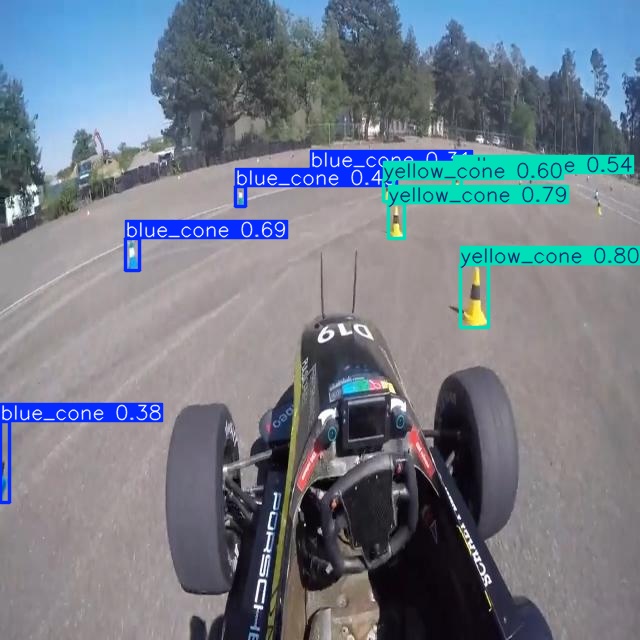 blue_cone 0.31
yellow_cone 0.60
e 0.54
blue_cone 0.4
yellow_cone 0.79
blue_cone 0.69
yellow_cone 0.80
D19
blue_cone 0.38
PORSCHE